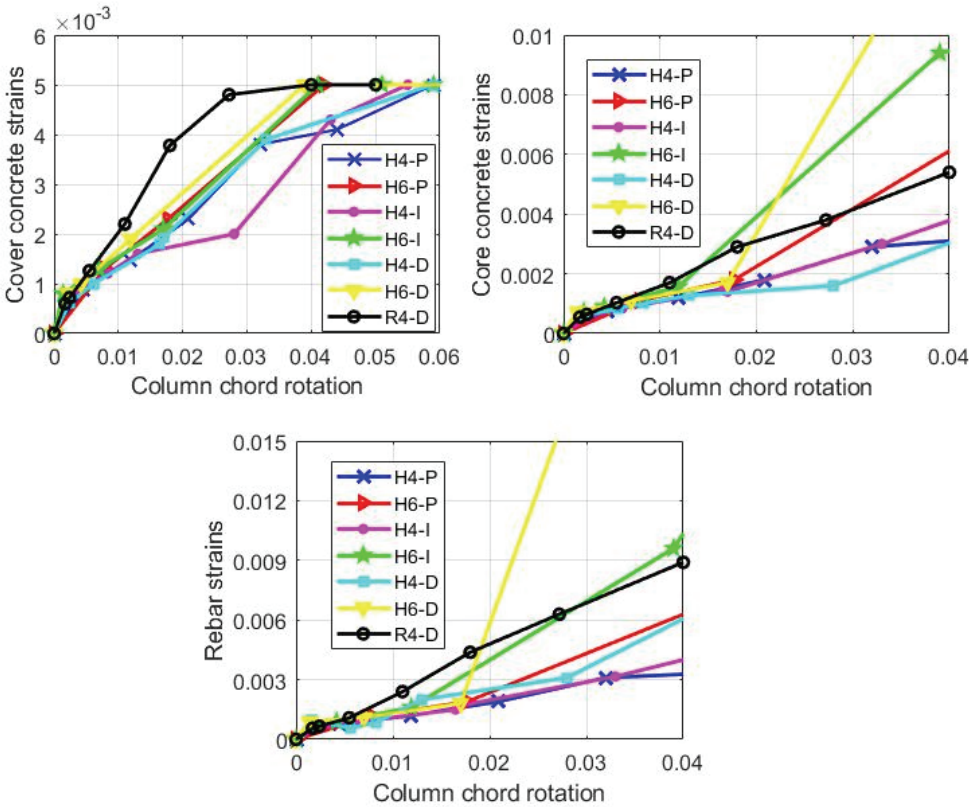 ×10⁻³
6
5
4
3
2
1
0
0 0.01 0.02 0.03 0.04 0.05 0.06
Cover concrete strains
Column chord rotation
H4-P
H6-P
H4-I
H6-I
H4-D
H6-D
R4-D
0.01
0.008
0.006
0.004
0.002
0
0 0.01 0.02 0.03 0.04
Core concrete strains
Column chord rotation
H4-P
H6-P
H4-I
H6-I
H4-D
H6-D
R4-D
0.015
0.012
0.009
0.006
0.003
0
0 0.01 0.02 0.03 0.04
Rebar strains
Column chord rotation
H4-P
H6-P
H4-I
H6-I
H4-D
H6-D
R4-D